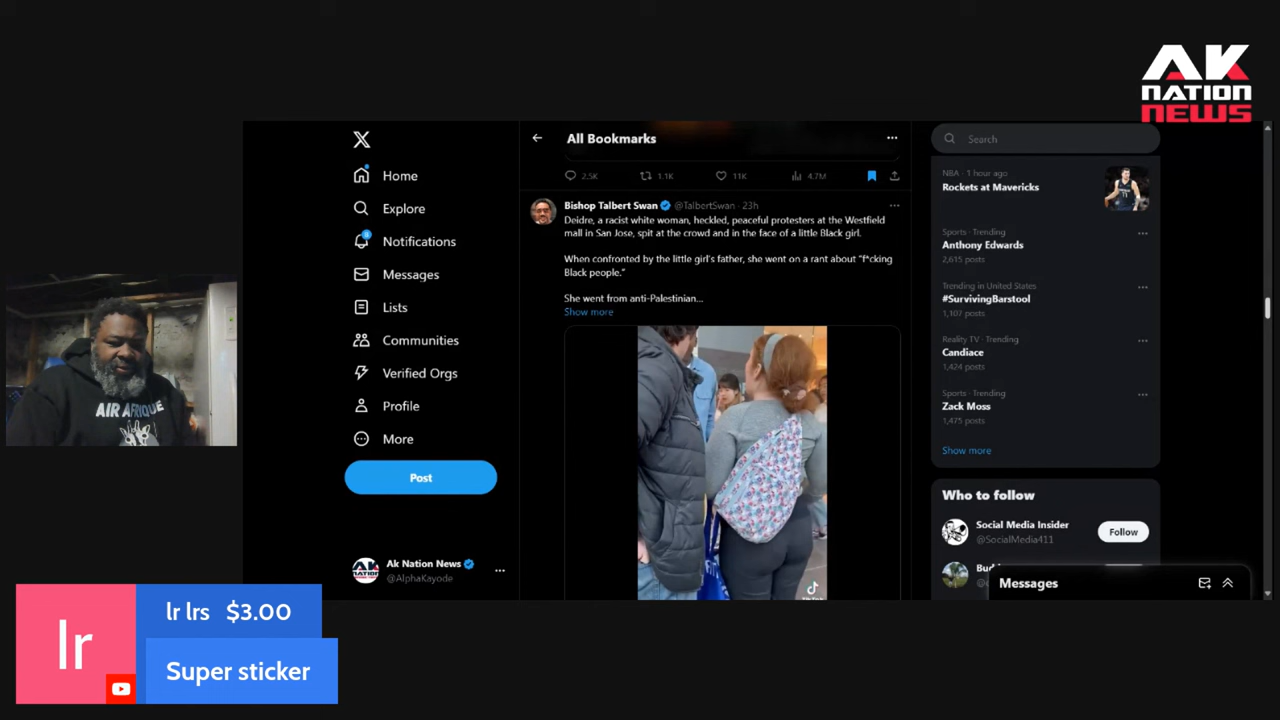 AK
NATION
NEWS
All Bookmarks
Search
Home
Explore
Notifications
Messages
Lists
Communities
Verified Orgs
Profile
More
Post
Ak Nation News
@AlphaKayode
2.5K 1.1K 11K 4.7M
Bishop Talbert Swan @TalbertSwan · 23h
Deidre, a racist white woman, heckled, peaceful protesters at the Westfield
mall in San Jose, spit at the crowd and in the face of a little Black girl.
When confronted by the little girl's father, she went on a rant about "f*cking
Black people."
She went from anti-Palestinian...
Show more
NBA · 1 hour ago
Rockets at Mavericks
Sports · Trending
Anthony Edwards
2,615 posts
Trending in United States
#SurvivingBarstool
1,107 posts
Reality TV · Trending
Candiace
1,424 posts
Sports · Trending
Zack Moss
1,475 posts
Show more
Who to follow
Social Media Insider
@SocialMedia411
Follow
Messages
AIR AFRIQUE
lr
lr lrs $3.00
Super sticker